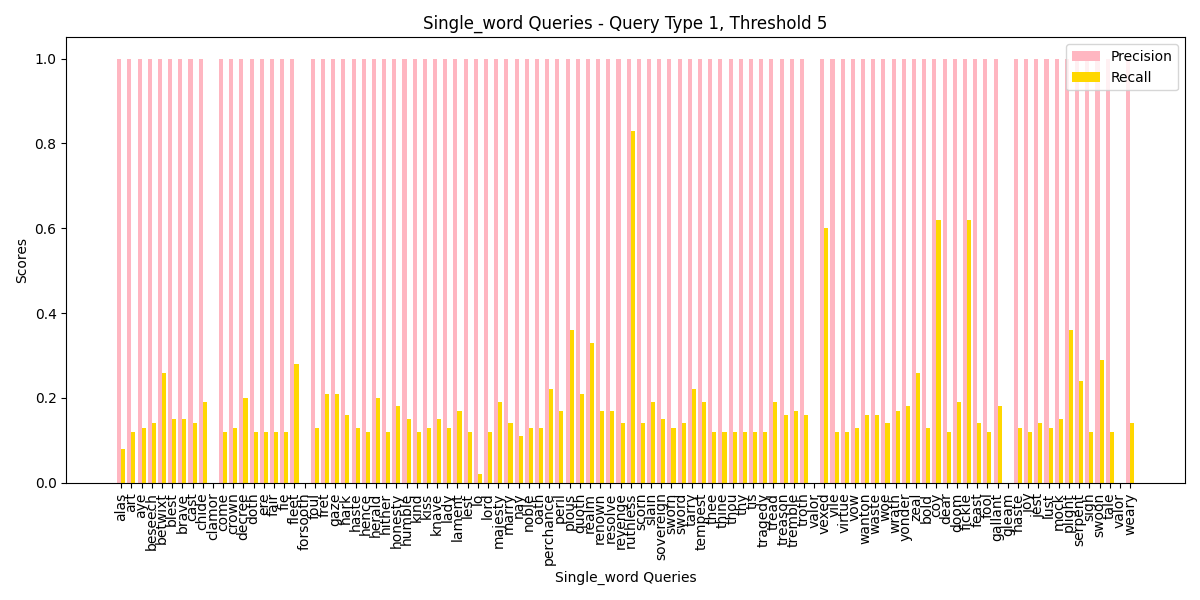 Single_word Queries - Query Type 1, Threshold 5
Precision
Recall
Scores
1.0
0.8
0.6
0.4
0.2
0.0
alas
art
aye
beseech
betwixt
blest
brave
cast
chide
clamor
come
crown
decree
doth
ere
fair
fie
fleet
forsooth
foul
fret
gaze
hark
haste
hence
herald
hither
honesty
humble
kind
kiss
knave
lady
lament
lest
lo
lord
majesty
marry
nay
noble
oath
perchance
peril
pious
quoth
realm
renown
resolve
revenge
ruthless
scorn
slain
sovereign
sworn
sword
tarry
tempest
thee
thine
thou
thy
tis
tragedy
tread
treason
tremble
troth
valor
vexed
vile
virtue
vow
wanton
waste
woe
wrath
yonder
zeal
bold
coy
dear
doom
fickle
feast
fool
gallant
gleam
haste
joy
jest
lust
mock
plight
serpent
sigh
swoon
tale
weary
Single_word Queries